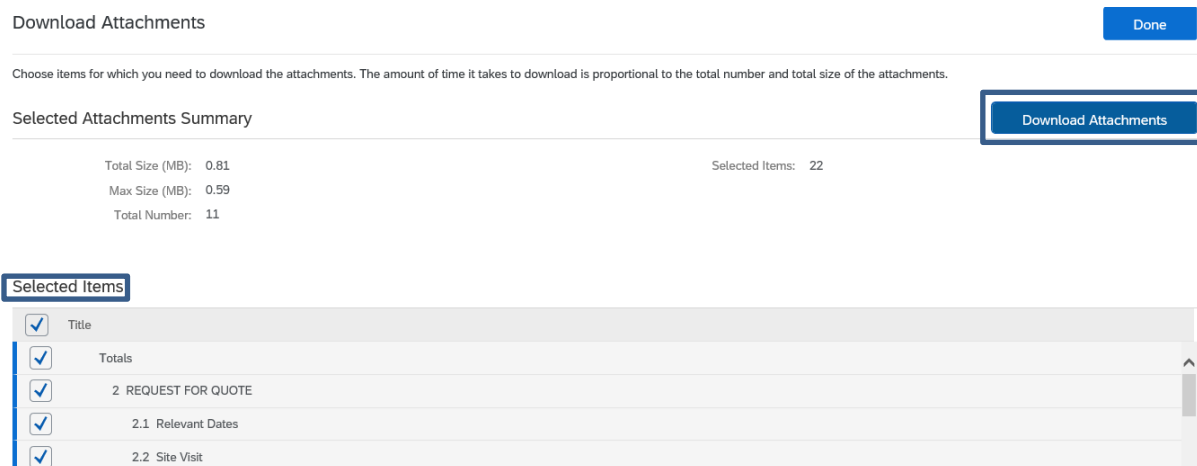 Download Attachments
Done
Choose items for which you need to download the attachments. The amount of time it takes to download is proportional to the total number and total size of the attachments.
Selected Attachments Summary
Download Attachments
Total Size (MB): 0.81
Selected Items: 22
Max Size (MB): 0.59
Total Number: 11
Selected Items
Title
Totals
2 REQUEST FOR QUOTE
2.1 Relevant Dates
2.2 Site Visit